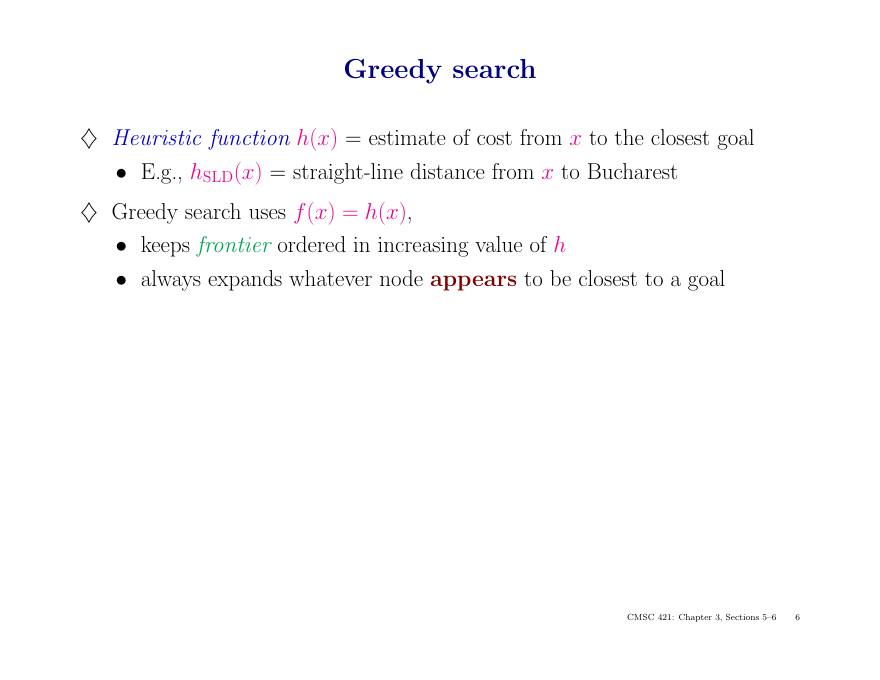 Greedy search
♢ Heuristic function h(x) = estimate of cost from x to the closest goal
• E.g., h_SLD(x) = straight-line distance from x to Bucharest
♢ Greedy search uses f(x) = h(x),
• keeps frontier ordered in increasing value of h
• always expands whatever node appears to be closest to a goal
CMSC 421: Chapter 3, Sections 5–6 6